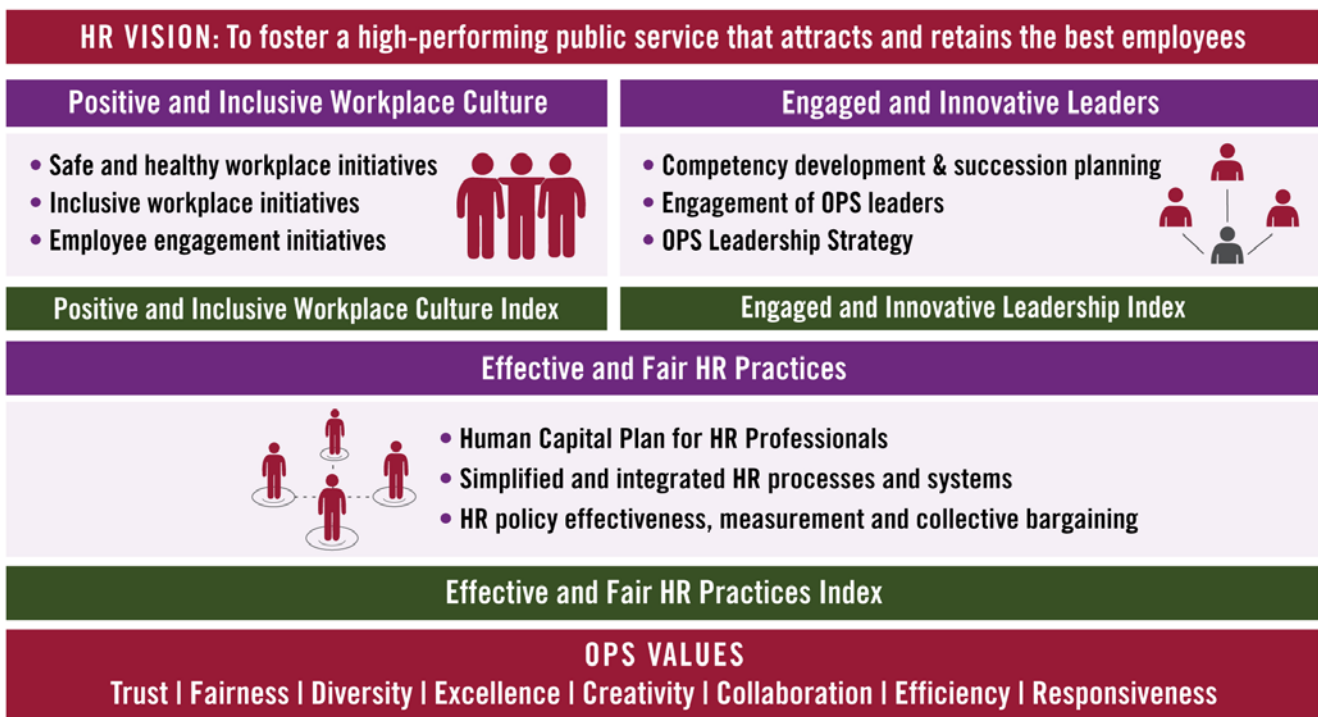 HR VISION: To foster a high-performing public service that attracts and retains the best employees
Positive and Inclusive Workplace Culture
• Safe and healthy workplace initiatives
• Inclusive workplace initiatives
• Employee engagement initiatives
Positive and Inclusive Workplace Culture Index
Engaged and Innovative Leaders
• Competency development & succession planning
• Engagement of OPS leaders
• OPS Leadership Strategy
Engaged and Innovative Leadership Index
Effective and Fair HR Practices
• Human Capital Plan for HR Professionals
• Simplified and integrated HR processes and systems
• HR policy effectiveness, measurement and collective bargaining
Effective and Fair HR Practices Index
OPS VALUES
Trust | Fairness | Diversity | Excellence | Creativity | Collaboration | Efficiency | Responsiveness